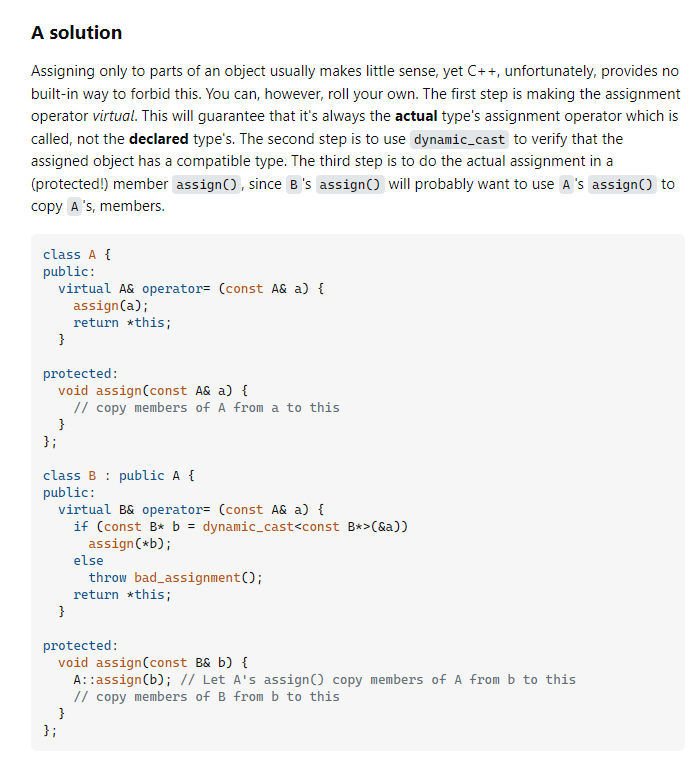 A solution
Assigning only to parts of an object usually makes little sense, yet C++, unfortunately, provides no
built-in way to forbid this. You can, however, roll your own. The first step is making the assignment
operator virtual. This will guarantee that it's always the actual type's assignment operator which is
called, not the declared type's. The second step is to use dynamic_cast to verify that the
assigned object has a compatible type. The third step is to do the actual assignment in a
(protected!) member assign(), since B's assign() will probably want to use A's assign() to
copy A's, members.
class A {
public:
  virtual A& operator= (const A& a) {
    assign(a);
    return *this;
  }
protected:
  void assign(const A& a) {
    // copy members of A from a to this
  }
};
class B : public A {
public:
  virtual B& operator= (const A& a) {
    if (const B* b = dynamic_cast<const B*>(&a))
      assign(*b);
    else
      throw bad_assignment();
    return *this;
  }
protected:
  void assign(const B& b) {
    A::assign(b); // Let A's assign() copy members of A from b to this
    // copy members of B from b to this
  }
};